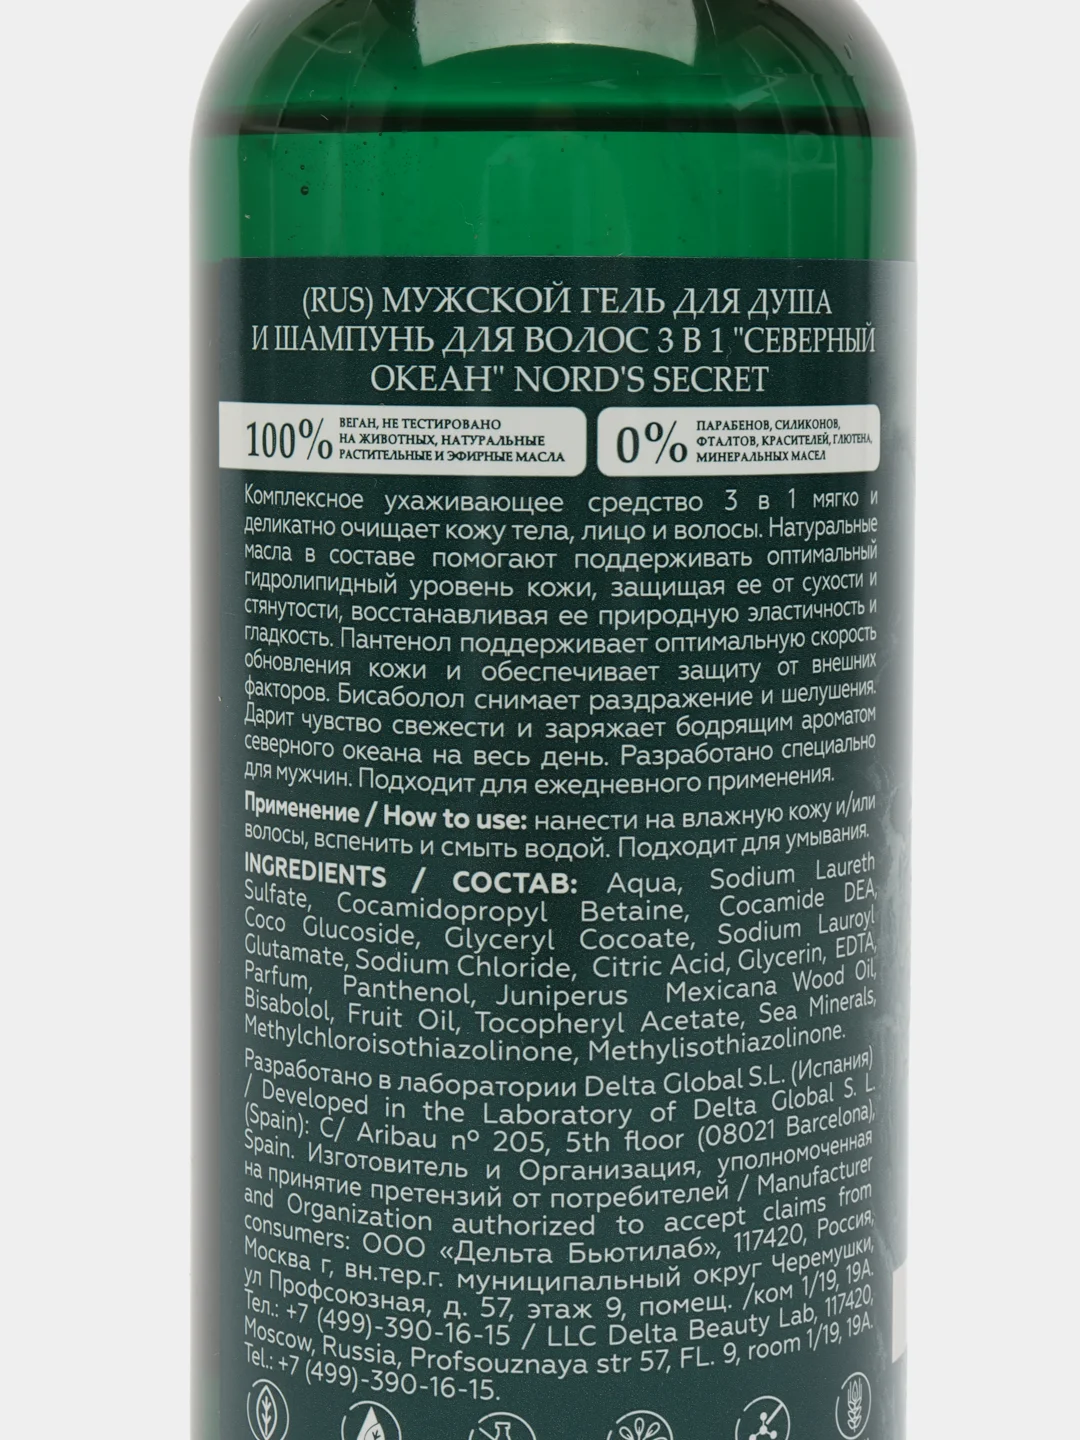 (RUS) МУЖСКОЙ ГЕЛЬ ДЛЯ ДУША
И ШАМПУНЬ ДЛЯ ВОЛОС 3 В 1 "СЕВЕРНЫЙ
ОКЕАН" NORD'S SECRET
100% ВЕГАН, НЕ ТЕСТИРОВАНО
НА ЖИВОТНЫХ, НАТУРАЛЬНЫЕ
РАСТИТЕЛЬНЫЕ И ЭФИРНЫЕ МАСЛА
0% ПАРАБЕНОВ, СИЛИКОНОВ,
ФТАЛТОВ, КРАСИТЕЛЕЙ, ГЛЮТЕНА,
МИНЕРАЛЬНЫХ МАСЕЛ
Комплексное ухаживающее средство 3 в 1 мягко и
деликатно очищает кожу тела, лицо и волосы. Натуральные
масла в составе помогают поддерживать оптимальный
гидролипидный уровень кожи, защищая ее от сухости и
стянутости, восстанавливая ее природную эластичность и
гладкость. Пантенол поддерживает оптимальную скорость
обновления кожи и обеспечивает защиту от внешних
факторов. Бисаболол снимает раздражение и шелушения.
Дарит чувство свежести и заряжает бодрящим ароматом
северного океана на весь день. Разработано специально
для мужчин. Подходит для ежедневного применения.
Применение / How to use: нанести на влажную кожу и/или
волосы, вспенить и смыть водой. Подходит для умывания.
INGREDIENTS / СОСТАВ: Aqua, Sodium Laureth
Sulfate, Cocamidopropyl Betaine, Cocamide DEA,
Coco Glucoside, Glyceryl Cocoate, Sodium Lauroyl
Glutamate, Sodium Chloride, Citric Acid, Glycerin, EDTA,
Parfum, Panthenol, Juniperus Mexicana Wood Oil,
Bisabolol, Fruit Oil, Tocopheryl Acetate, Sea Minerals,
Methylchloroisothiazolinone, Methylisothiazolinone.
Разработано в лаборатории Delta Global S.L. (Испания)
/ Developed in the Laboratory of Delta Global S. L.
(Spain): C/ Aribau nº 205, 5th floor (08021 Barcelona),
Spain. Изготовитель и Организация, уполномоченная
на принятие претензий от потребителей / Manufacturer
and Organization authorized to accept claims from
consumers: ООО «Дельта Бьютилаб», 117420, Россия,
Москва г, вн.тер.г. муниципальный округ Черемушки,
ул Профсоюзная, д. 57, этаж 9, помещ. /ком 1/19, 19А.
Тел.: +7 (499)-390-16-15 / LLC Delta Beauty Lab, 117420,
Moscow, Russia, Profsouznaya str 57, FL. 9, room 1/19, 19A.
Tel.: +7 (499)-390-16-15.